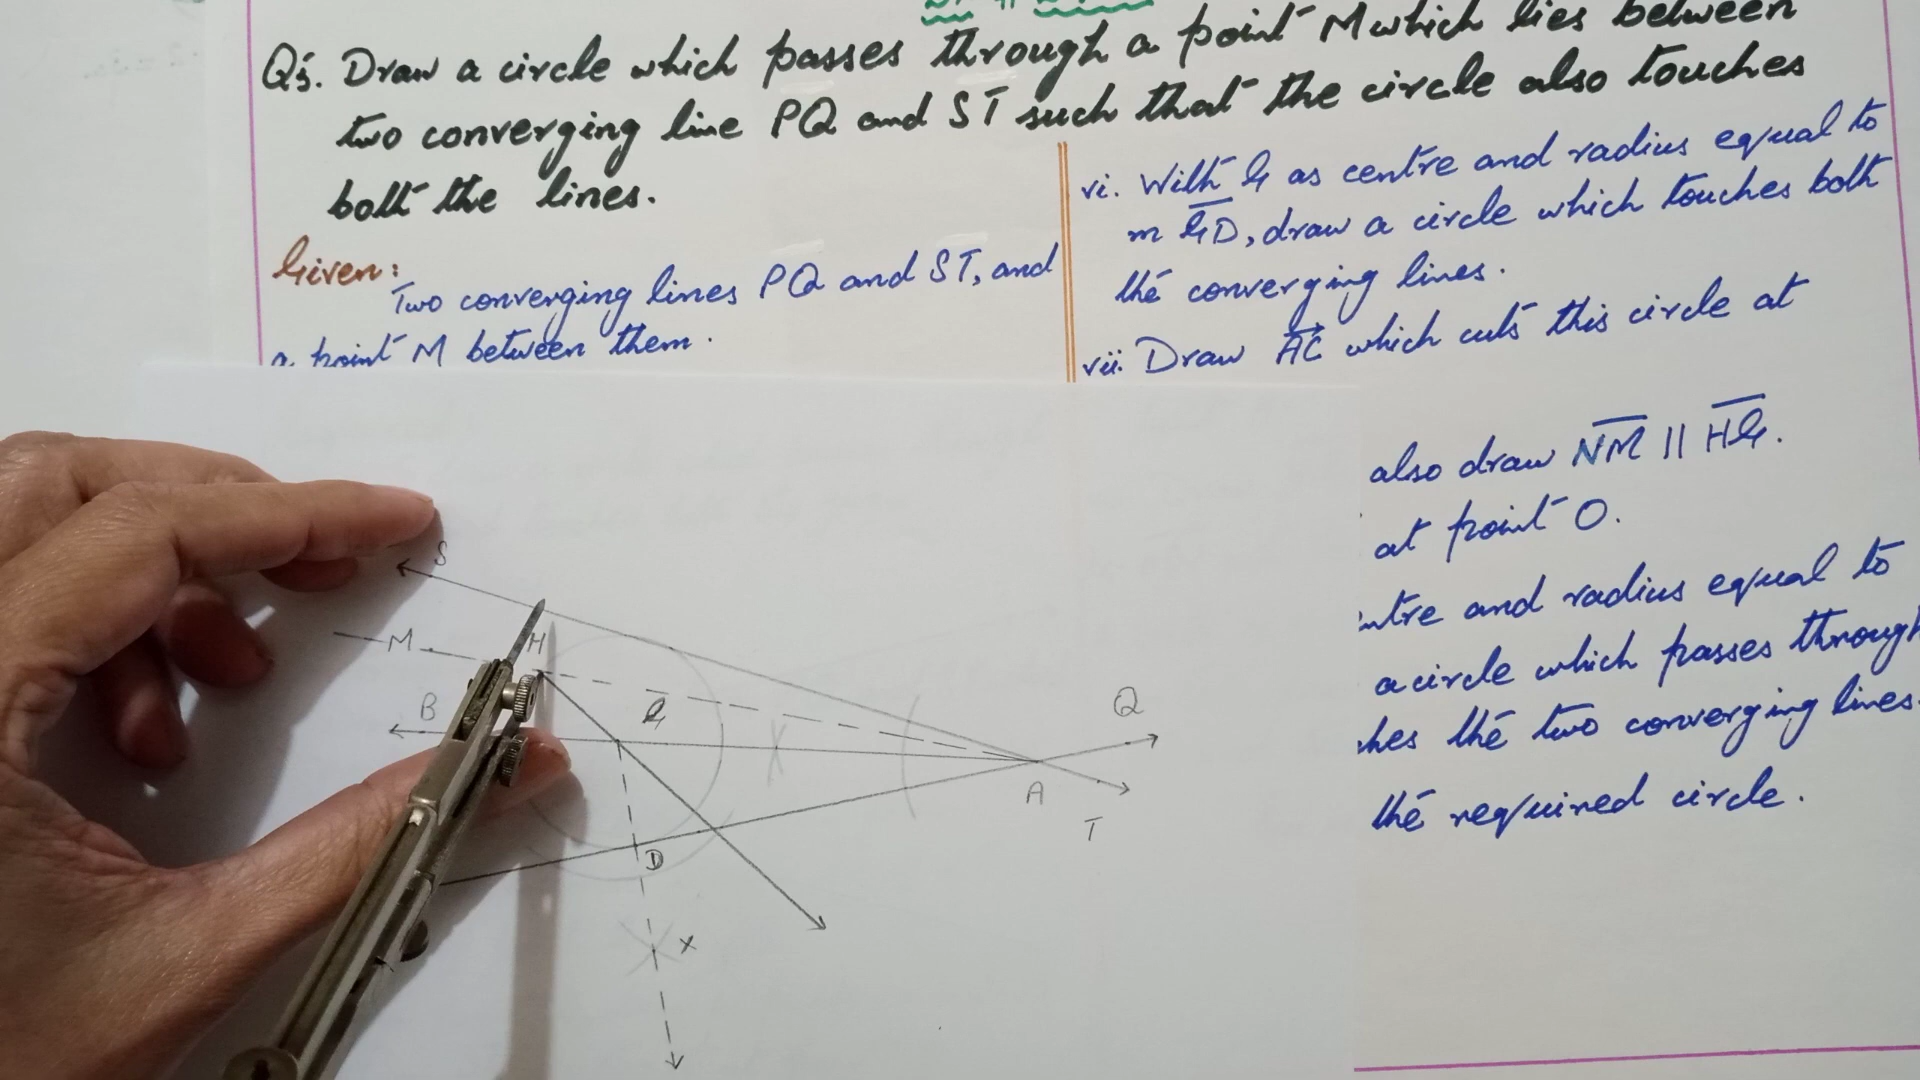 Q5. Draw a circle which passes through a point M which lies between
two converging line PQ and ST such that the circle also touches
both the lines.
Given:
Two converging lines PQ and ST, and
a point M between them.
vi. With G as centre and radius equal to
m GD, draw a circle which touches both
the converging lines.
vii. Draw AC which cuts this circle at
also draw NM || HG.
at point O.
and radius equal to
a circle which passes through
the two converging lines.
the required circle.
S
M
H
B
G
Q
A
T
D
X